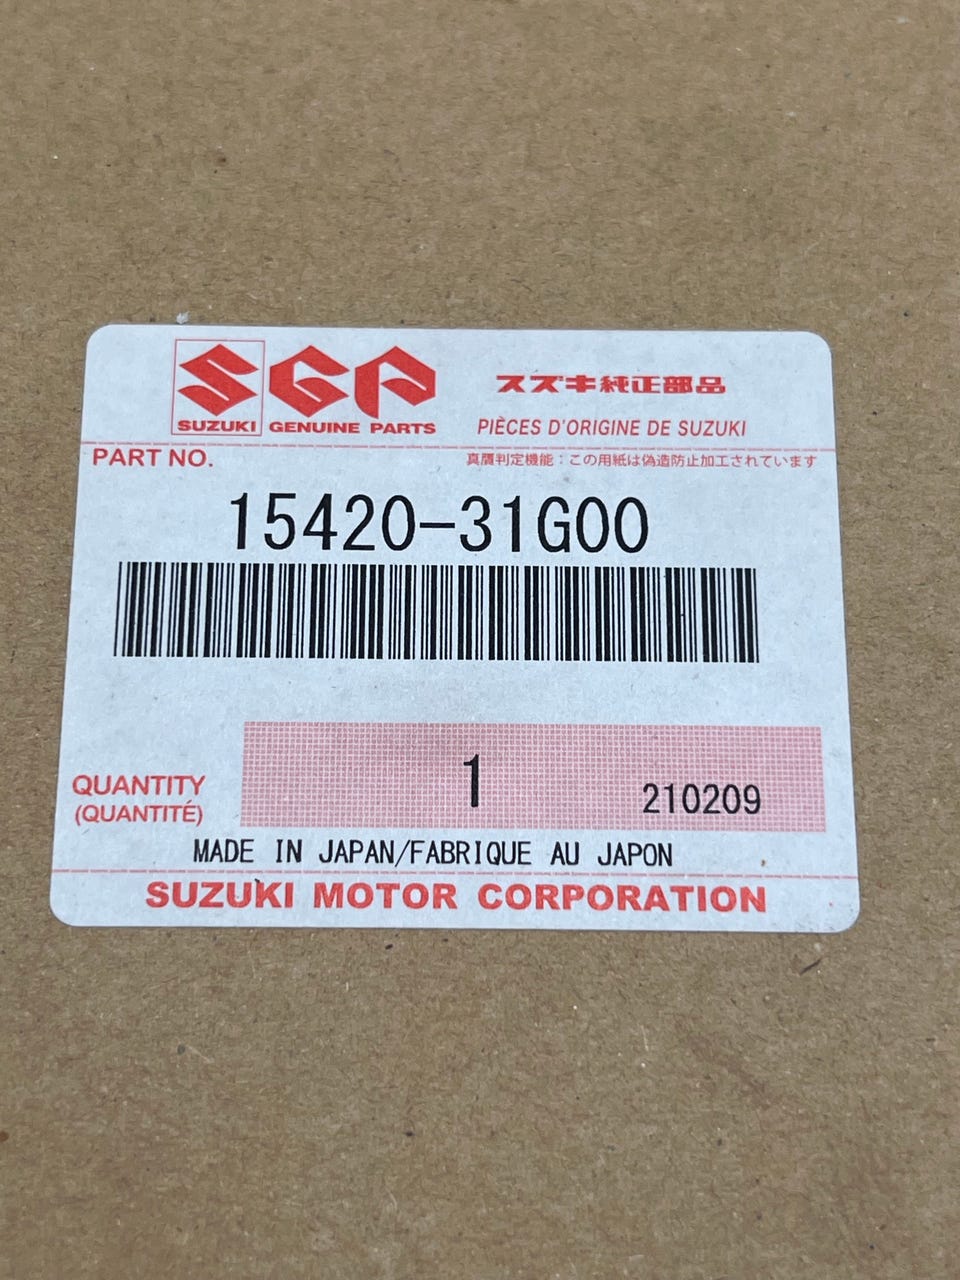 SGP スズキ純正部品
SUZUKI GENUINE PARTS PIÈCES D'ORIGINE DE SUZUKI
PART NO. 真贋判定機能：この用紙は偽造防止加工されています
15420-31G00
1 210209
QUANTITY
(QUANTITÉ)
MADE IN JAPAN/FABRIQUE AU JAPON
SUZUKI MOTOR CORPORATION